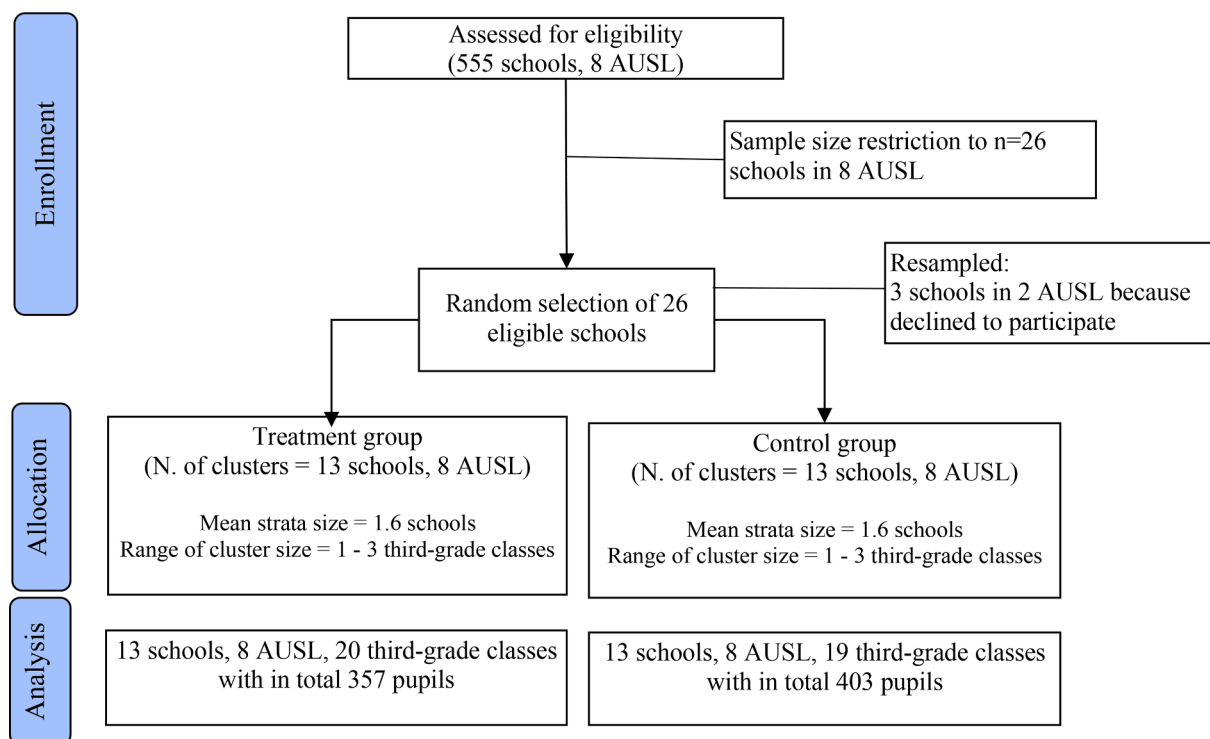 Enrollment
Assessed for eligibility
(555 schools, 8 AUSL)
Sample size restriction to n=26
schools in 8 AUSL
Resampled:
3 schools in 2 AUSL because
declined to participate
Random selection of 26
eligible schools
Allocation
Treatment group
(N. of clusters = 13 schools, 8 AUSL)
Mean strata size = 1.6 schools
Range of cluster size = 1 - 3 third-grade classes
Control group
(N. of clusters = 13 schools, 8 AUSL)
Mean strata size = 1.6 schools
Range of cluster size = 1 - 3 third-grade classes
Analysis
13 schools, 8 AUSL, 20 third-grade classes
with in total 357 pupils
13 schools, 8 AUSL, 19 third-grade classes
with in total 403 pupils